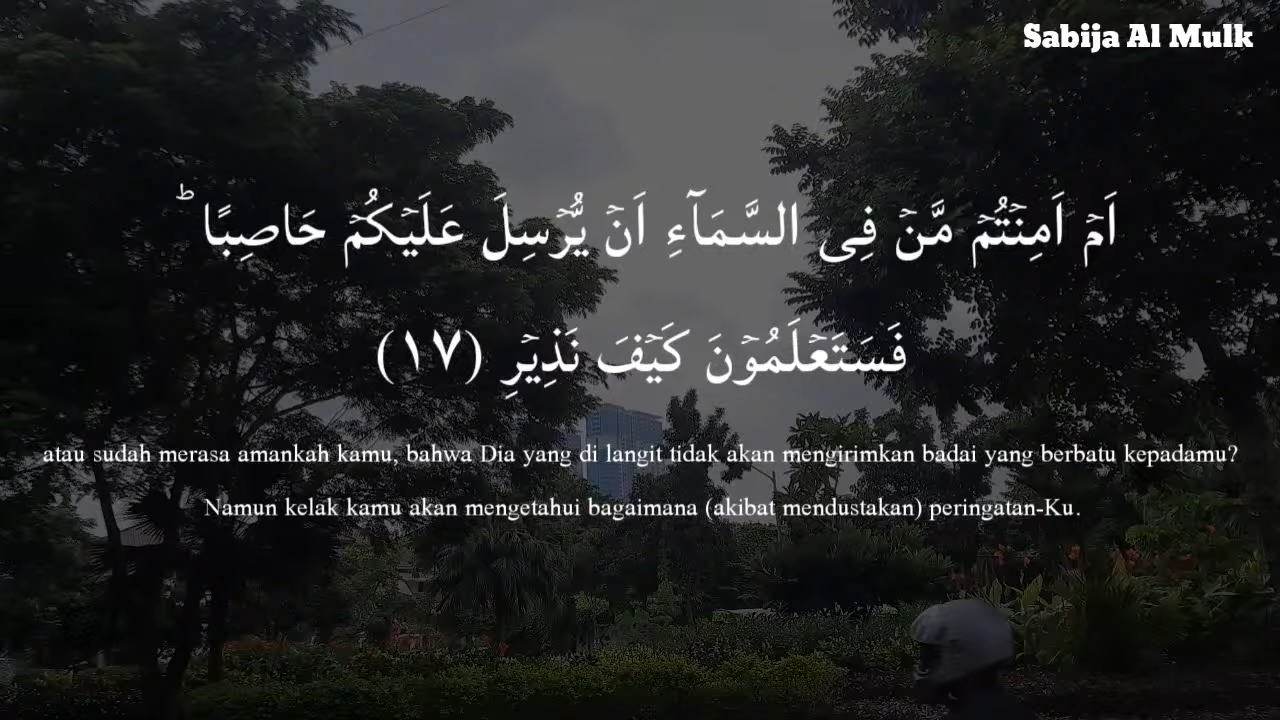 Sabija Al Mulk
اَمۡ اَمِنۡتُمۡ مَّنۡ فِى السَّمَآءِ اَنۡ يُّرۡسِلَ عَلَيۡكُمۡ حَاصِبًا ؕ
فَسَتَعۡلَمُوۡنَ كَيۡفَ نَذِيۡرِ (١٧)
atau sudah merasa amankah kamu, bahwa Dia yang di langit tidak akan mengirimkan badai yang berbatu kepadamu?
Namun kelak kamu akan mengetahui bagaimana (akibat mendustakan) peringatan-Ku.